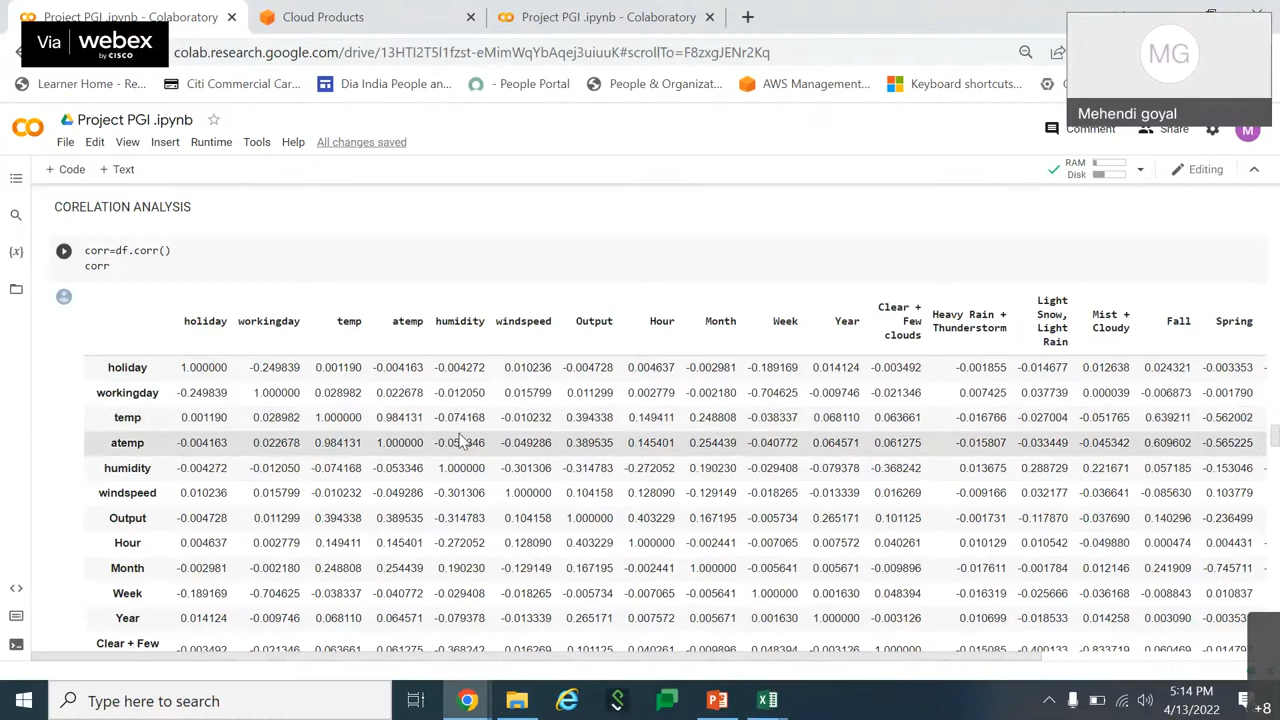 Project PGI .ipynb - Colaboratory
Cloud Products
Project PGI .ipynb - Colaboratory
Via webex
by CISCO
MG
Mehendi goyal
colab.research.google.com/drive/13HTI2T5I1fzst-eMimWqYbAqej3uiuuK#scrollTo=F8zxgJENr2Kq
Learner Home - Re...
Citi Commercial Car...
Dia India People an...
- People Portal
People & Organizat...
AWS Management...
Keyboard shortcuts...
Project PGI .ipynb
Comment
Share
M
File Edit View Insert Runtime Tools Help All changes saved
+ Code + Text
RAM
Disk
Editing
CORELATION ANALYSIS
corr=df.corr()
corr
holiday workingday temp atemp humidity windspeed Output Hour Month Week Year Clear + Few clouds Heavy Rain + Thunderstorm Light Snow, Light Rain Mist + Cloudy Fall Spring
holiday 1.000000 -0.249839 0.001190 -0.004163 -0.004272 0.010236 -0.004728 0.004637 -0.002981 -0.189169 0.014124 -0.003492 -0.001855 -0.014677 0.012638 0.024321 -0.003353
workingday -0.249839 1.000000 0.028982 0.022678 -0.012050 0.015799 0.011299 0.002779 -0.002180 -0.704625 -0.009746 -0.021346 0.007425 0.037739 0.000093 -0.006873 -0.001790
temp 0.001190 0.028982 1.000000 0.984131 -0.074168 -0.010232 0.394338 0.149411 0.248808 -0.038337 0.068110 0.063661 -0.016766 -0.027004 -0.051765 0.639211 -0.562002
atemp -0.004163 0.022678 0.984131 1.000000 -0.049286 0.389535 0.145401 0.254439 -0.040772 0.064571 0.061275 -0.015807 -0.033449 -0.045342 0.609602 -0.565225
humidity -0.004272 -0.012050 -0.074168 -0.053346 1.000000 -0.301306 -0.314783 -0.272052 0.190230 -0.029408 -0.079378 -0.368242 0.013675 0.288729 0.221671 0.057185 -0.153046
windspeed 0.010236 0.015799 -0.010232 -0.049286 -0.301306 1.000000 0.104158 0.128090 -0.129149 -0.018265 -0.013339 0.016269 -0.009166 0.032177 -0.036641 -0.085630 0.103779
Output -0.004728 0.011299 0.394338 0.389535 -0.314783 0.104158 1.000000 0.403229 0.167195 -0.005734 0.265171 0.101125 -0.001731 -0.117870 -0.037690 0.140296 -0.236499
Hour 0.004637 0.002779 0.149411 0.145401 -0.272052 0.128090 0.403229 1.000000 -0.002441 -0.007065 0.007572 0.040261 0.010129 0.010542 -0.049880 0.000474 0.004431
Month -0.002981 -0.002180 0.248808 0.254439 0.190230 -0.129149 0.167195 -0.002441 1.000000 -0.005641 0.005671 -0.009896 -0.017611 -0.001784 0.012146 0.241909 -0.745711
Week -0.189169 -0.704625 -0.038337 -0.040772 -0.029408 -0.018265 -0.005734 -0.007065 -0.005641 1.000000 0.001630 0.048394 -0.016319 -0.025666 -0.036168 -0.008843 0.010837
Year 0.014124 -0.009746 0.068110 0.064571 -0.079378 -0.013339 0.265171 0.007572 0.005671 0.001630 1.000000 -0.003126 0.010699 -0.018533 0.014258 0.003090
Clear + Few
Type here to search
5:14 PM
4/13/2022
+8